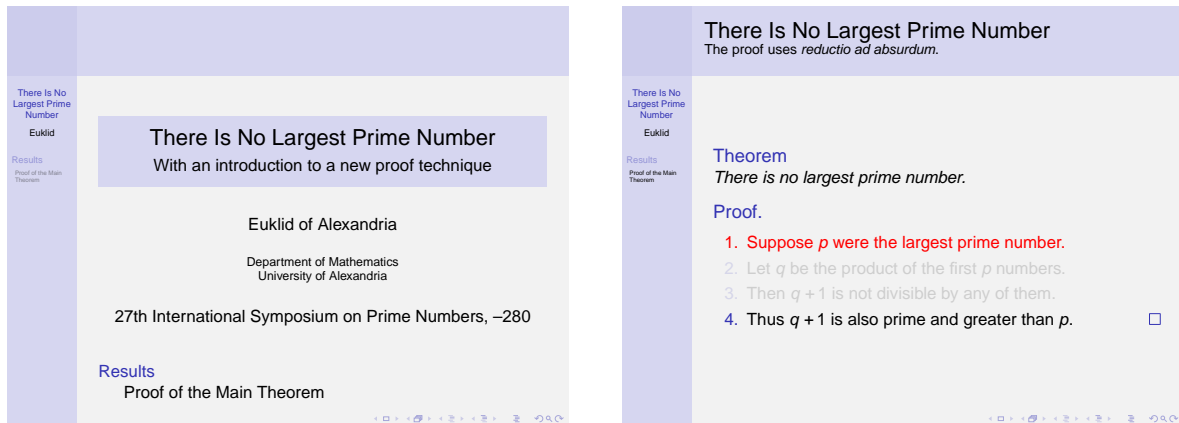 There Is No
Largest Prime
Number
Euklid
Results
Proof of the Main
Theorem
There Is No Largest Prime Number
With an introduction to a new proof technique
Euklid of Alexandria
Department of Mathematics
University of Alexandria
27th International Symposium on Prime Numbers, –280
Results
Proof of the Main Theorem
There Is No Largest Prime Number
The proof uses reductio ad absurdum.
There Is No
Largest Prime
Number
Euklid
Results
Proof of the Main
Theorem
Theorem
There is no largest prime number.
Proof.
1. Suppose p were the largest prime number.
2. Let q be the product of the first p numbers.
3. Then q + 1 is not divisible by any of them.
4. Thus q + 1 is also prime and greater than p. □